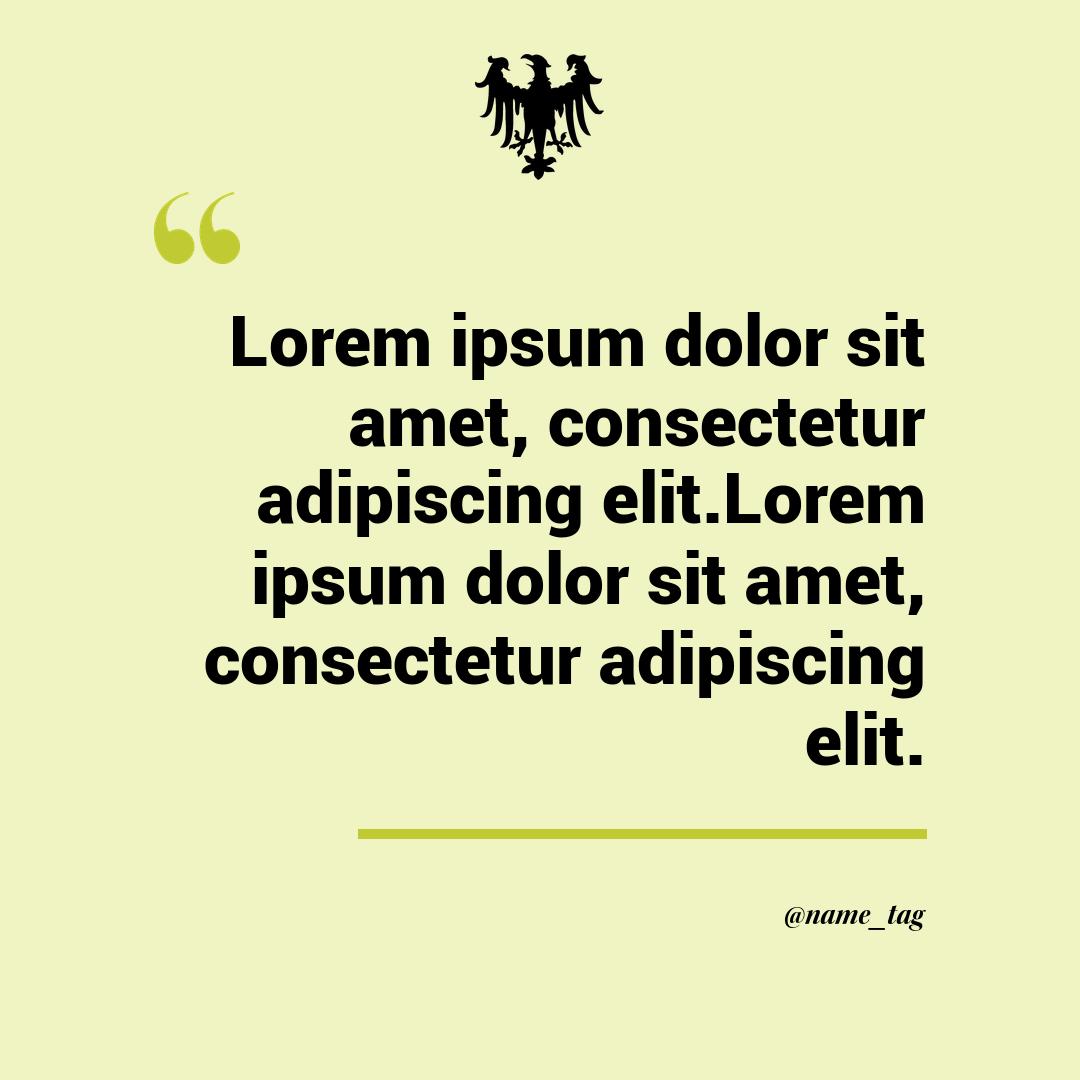 “
Lorem ipsum dolor sit
amet, consectetur
adipiscing elit.Lorem
ipsum dolor sit amet,
consectetur adipiscing
elit.
@name_tag